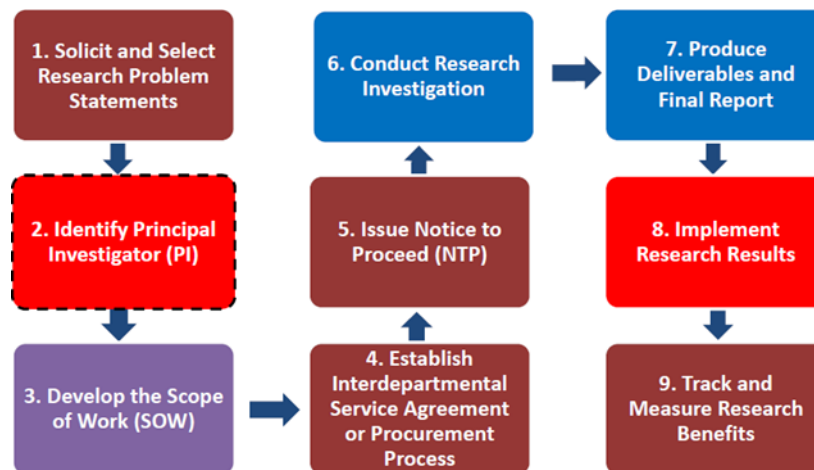 1. Solicit and Select
Research Problem
Statements
2. Identify Principal
Investigator (PI)
3. Develop the Scope
of Work (SOW)
4. Establish
Interdepartmental
Service Agreement
or Procurement
Process
5. Issue Notice to
Proceed (NTP)
6. Conduct Research
Investigation
7. Produce
Deliverables and
Final Report
8. Implement
Research Results
9. Track and
Measure Research
Benefits